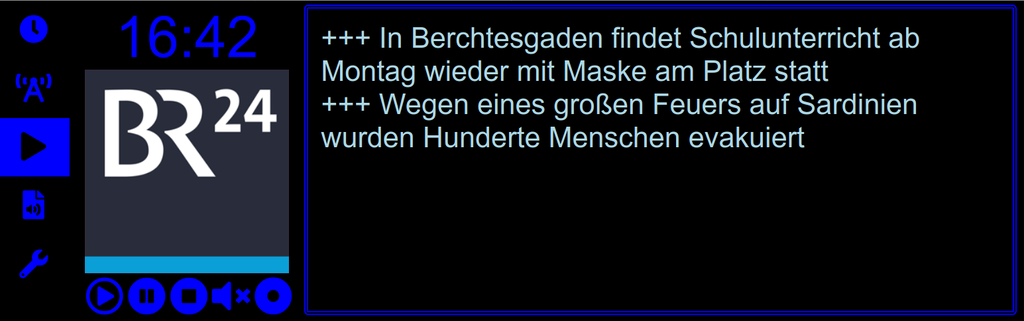 16:42
BR24
+++ In Berchtesgaden findet Schulunterricht ab
Montag wieder mit Maske am Platz statt
+++ Wegen eines großen Feuers auf Sardinien
wurden Hunderte Menschen evakuiert